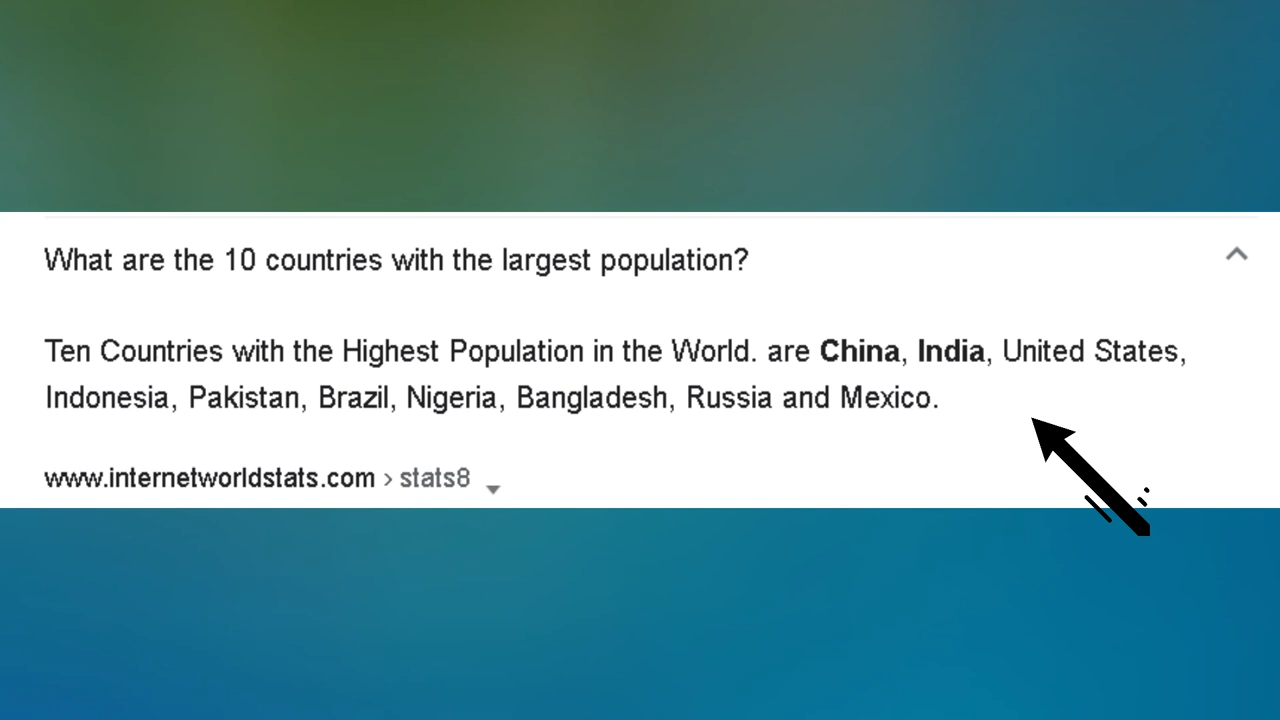 What are the 10 countries with the largest population?
Ten Countries with the Highest Population in the World. are China, India, United States,
Indonesia, Pakistan, Brazil, Nigeria, Bangladesh, Russia and Mexico.
www.internetworldstats.com › stats8